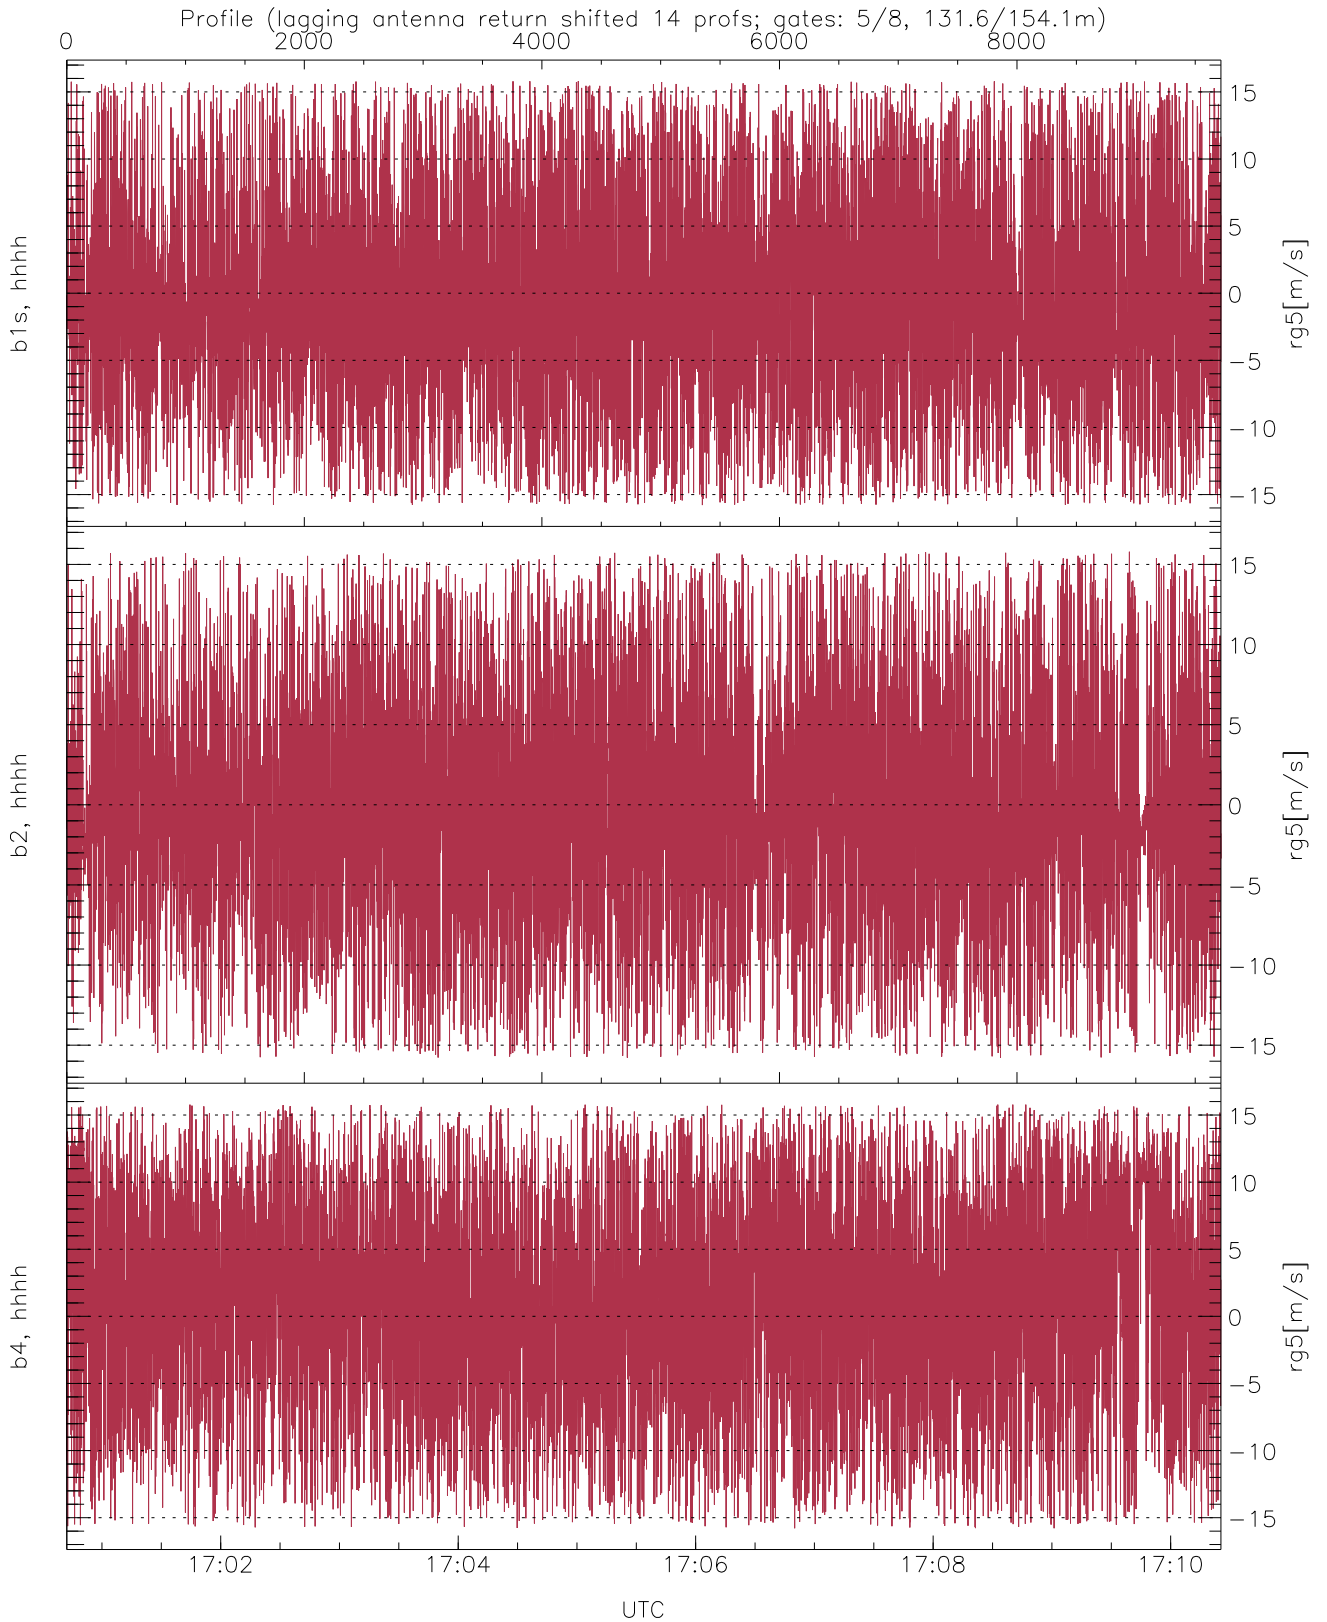 Profile (lagging antenna return shifted 14 profs; gates: 5/8, 131.6/154.1m)
0 2000 4000 6000 8000
15
10
5
0
-5
-10
-15
b1s, hhhh
rg5[m/s]
15
10
5
0
-5
-10
-15
b2, hhhh
rg5[m/s]
15
10
5
0
-5
-10
-15
b4, hhhh
rg5[m/s]
17:02 17:04 17:06 17:08 17:10
UTC